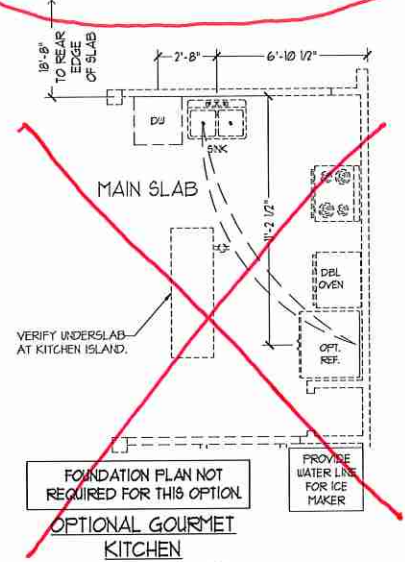 18'-8"
TO REAR
EDGE
OF SLAB
2'-8"
6'-10 1/2"
DW
SNK
MAIN SLAB
11'-2 1/2"
DBL
OVEN
VERIFY UNDERSLAB
AT KITCHEN ISLAND.
OPT.
REF.
FOUNDATION PLAN NOT
REQUIRED FOR THIS OPTION.
PROVIDE
WATER LINE
FOR ICE
MAKER
OPTIONAL GOURMET
KITCHEN